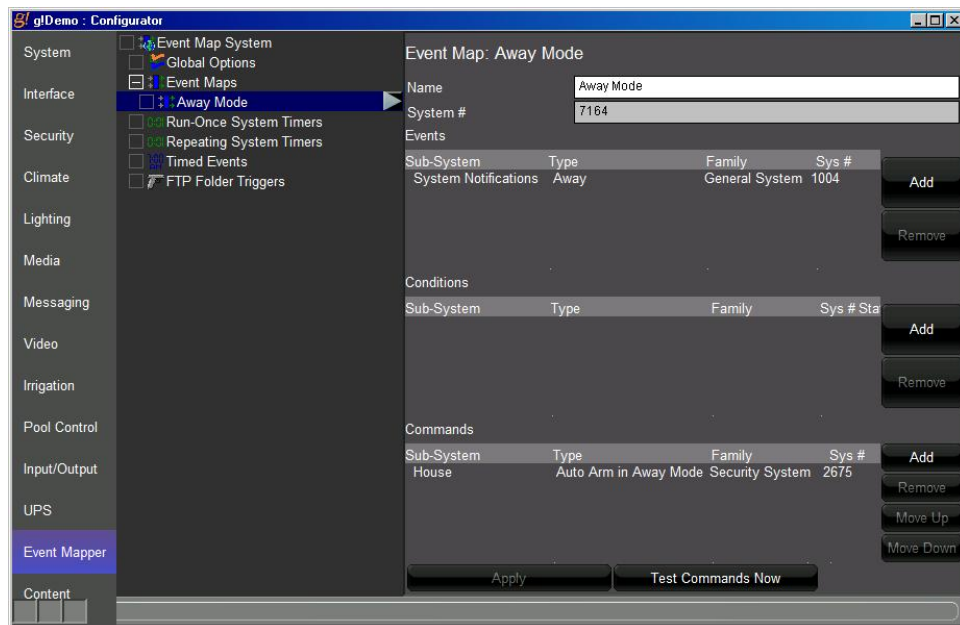 g! g!Demo : Configurator
System
Interface
Security
Climate
Lighting
Media
Messaging
Video
Irrigation
Pool Control
Input/Output
UPS
Event Mapper
Content
Event Map System
Global Options
Event Maps
Away Mode
Run-Once System Timers
Repeating System Timers
Timed Events
FTP Folder Triggers
Event Map: Away Mode
Name Away Mode
System # 7164
Events
Sub-System Type Family Sys #
System Notifications Away General System 1004
Add
Remove
Conditions
Sub-System Type Family Sys # Sta
Add
Remove
Commands
Sub-System Type Family Sys #
House Auto Arm in Away Mode Security System 2675
Add
Remove
Move Up
Move Down
Apply Test Commands Now